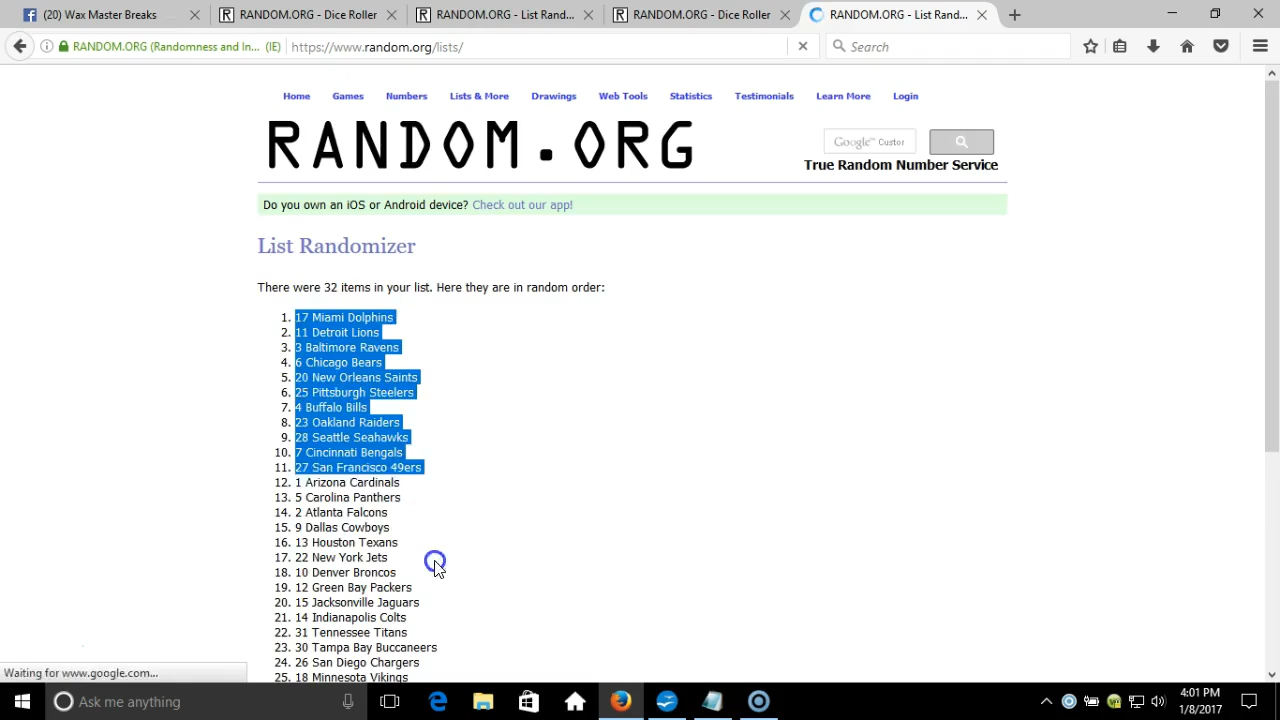 (20) Wax Master Breaks
RANDOM.ORG - Dice Roller
RANDOM.ORG - List Rand...
RANDOM.ORG - Dice Roller
RANDOM.ORG - List Rand...
RANDOM.ORG (Randomness and In... (IE)
https://www.random.org/lists/
Search
Home Games Numbers Lists & More Drawings Web Tools Statistics Testimonials Learn More Login
RANDOM.ORG
Google™ Custor
True Random Number Service
Do you own an iOS or Android device? Check out our app!
List Randomizer
There were 32 items in your list. Here they are in random order:
1. 17 Miami Dolphins
2. 11 Detroit Lions
3. 3 Baltimore Ravens
4. 6 Chicago Bears
5. 20 New Orleans Saints
6. 25 Pittsburgh Steelers
7. 4 Buffalo Bills
8. 23 Oakland Raiders
9. 28 Seattle Seahawks
10. 7 Cincinnati Bengals
11. 27 San Francisco 49ers
12. 1 Arizona Cardinals
13. 5 Carolina Panthers
14. 2 Atlanta Falcons
15. 9 Dallas Cowboys
16. 13 Houston Texans
17. 22 New York Jets
18. 10 Denver Broncos
19. 12 Green Bay Packers
20. 15 Jacksonville Jaguars
21. 14 Indianapolis Colts
22. 31 Tennessee Titans
23. 30 Tampa Bay Buccaneers
24. 26 San Diego Chargers
25. 18 Minnesota Vikings
Waiting for www.google.com...
Ask me anything
4:01 PM
1/8/2017